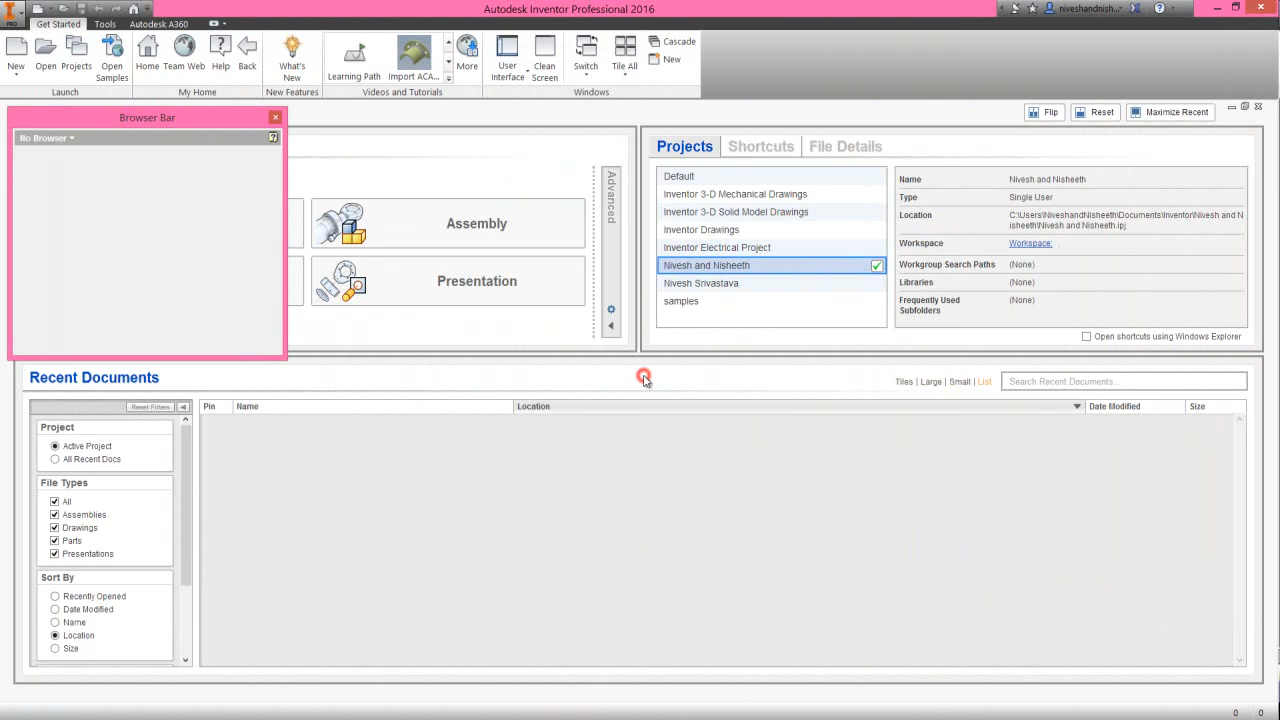 Autodesk Inventor Professional 2016
niveshandnish...
PRO
Get Started Tools Autodesk A360
New Open Projects Open Samples
Home Team Web Help Back
What's New
Learning Path Import ACA... More
User Interface Clean Screen
Switch Tile All Cascade
New
Launch My Home New Features Videos and Tutorials Windows
Browser Bar
No Browser
Flip Reset Maximize Recent
Assembly
Presentation
Advanced
Projects Shortcuts File Details
Default
Inventor 3-D Mechanical Drawings
Inventor 3-D Solid Model Drawings
Inventor Drawings
Inventor Electrical Project
Nivesh and Nisheeth
Nivesh Srivastava
samples
Name Nivesh and Nisheeth
Type Single User
Location C:\Users\NiveshandNisheeth\Documents\Inventor\Nivesh and N
isheeth\Nivesh and Nisheeth.ipj
Workspace Workspace: .
Workgroup Search Paths (None)
Libraries (None)
Frequently Used (None)
Subfolders
Open shortcuts using Windows Explorer
Recent Documents
Tiles | Large | Small | List
Search Recent Documents...
Reset Filters
Pin Name Location Date Modified Size
Project
Active Project
All Recent Docs
File Types
All
Assemblies
Drawings
Parts
Presentations
Sort By
Recently Opened
Date Modified
Name
Location
Size
0 0